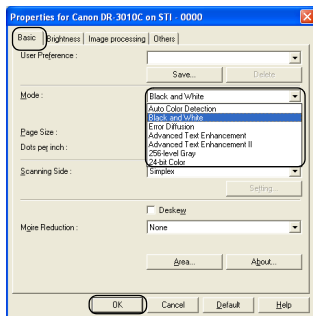 Properties for Canon DR-3010C on STI - 0000
Basic Brightness Image processing Others
User Preference :
Save... Delete
Mode : Black and White
Auto Color Detection
Black and White
Error Diffusion
Advanced Text Enhancement
Page Size : Advanced Text Enhancement II
Dots per inch : 256-level Gray
24-bit Color
Scanning Side : Simplex
Setting...
Deskew
Moire Reduction : None
Area... About...
OK Cancel Default Help